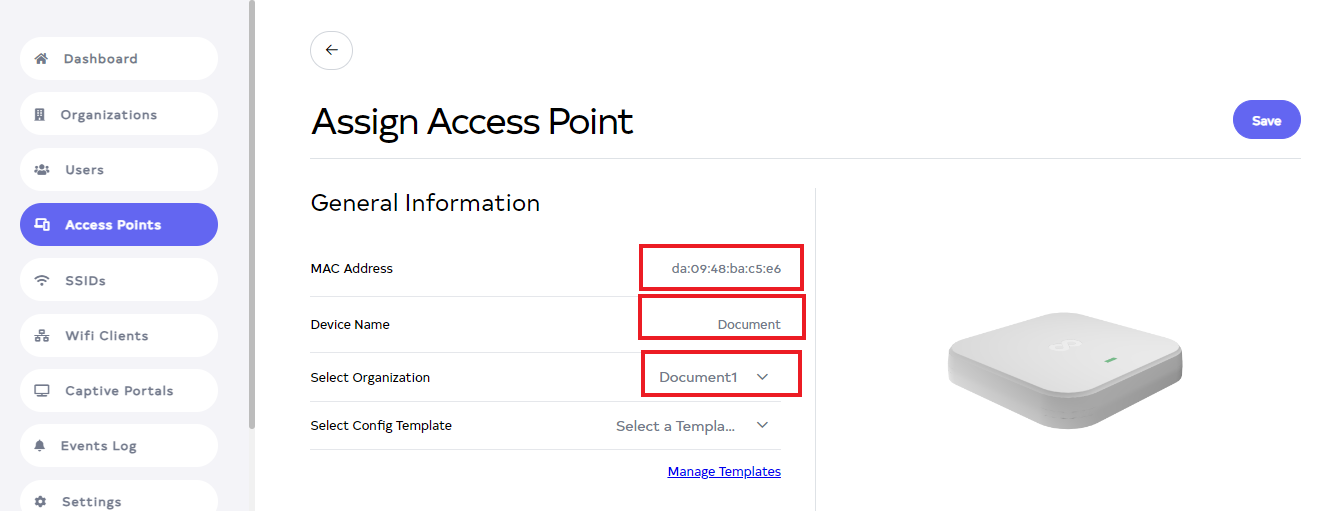 Dashboard
Organizations
Users
Access Points
SSIDs
Wifi Clients
Captive Portals
Events Log
Settings
Assign Access Point
Save
General Information
MAC Address da:09:48:ba:c5:e6
Device Name Document
Select Organization Document1
Select Config Template Select a Templa...
Manage Templates